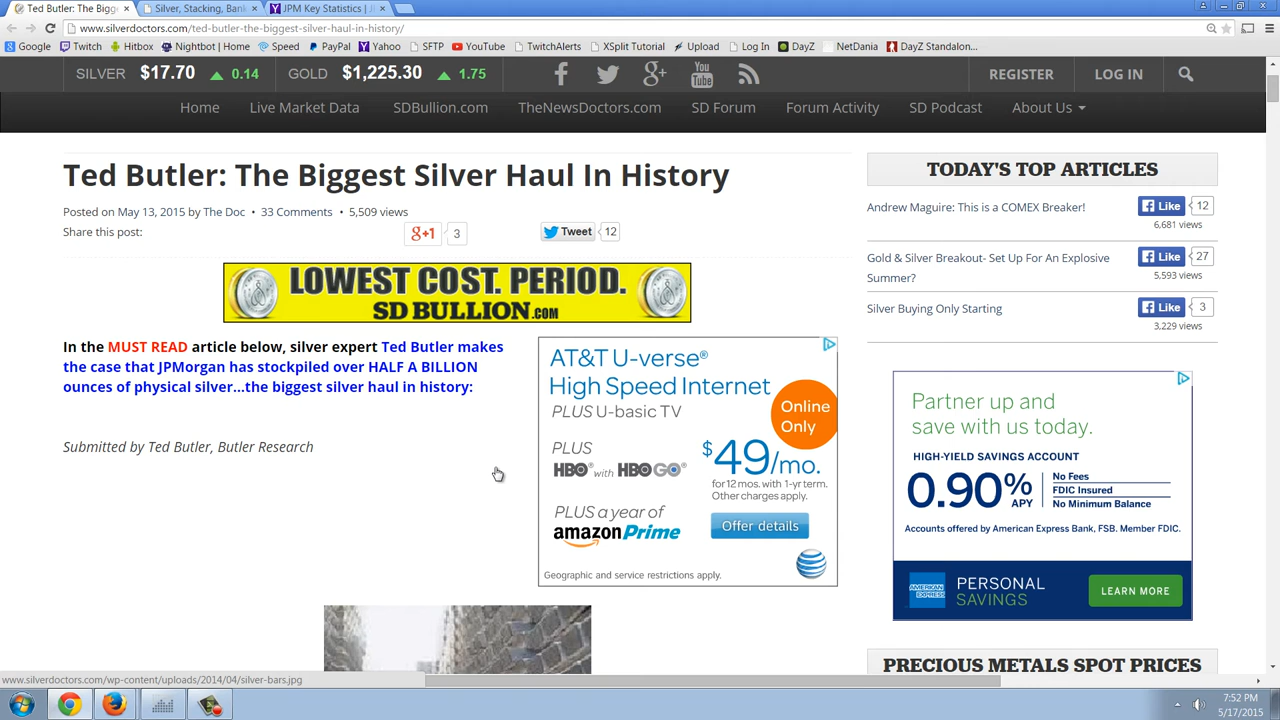 Ted Butler: The Bigg
Silver, Stacking, Bank
JPM Key Statistics | J
www.silverdoctors.com/ted-butler-the-biggest-silver-haul-in-history/
Google Twitch Hitbox Nightbot | Home Speed PayPal Yahoo SFTP YouTube TwitchAlerts XSplit Tutorial Upload Log In DayZ NetDania DayZ Standalon...
SILVER $17.70 0.14 GOLD $1,225.30 1.75 REGISTER LOG IN
Home Live Market Data SDBullion.com TheNewsDoctors.com SD Forum Forum Activity SD Podcast About Us
Ted Butler: The Biggest Silver Haul In History
Posted on May 13, 2015 by The Doc • 33 Comments • 5,509 views
Share this post:
g+1 3
Tweet 12
LOWEST COST. PERIOD.
SD BULLION.COM
In the MUST READ article below, silver expert Ted Butler makes
the case that JPMorgan has stockpiled over HALF A BILLION
ounces of physical silver...the biggest silver haul in history:
Submitted by Ted Butler, Butler Research
AT&T U-verse®
High Speed Internet
PLUS U-basic TV
Online
Only
PLUS
HBO® with HBO GO®
$49/mo.
for 12 mos. with 1-yr term.
Other charges apply.
PLUS a year of
amazon Prime
Offer details
Geographic and service restrictions apply.
at&t
TODAY'S TOP ARTICLES
Andrew Maguire: This is a COMEX Breaker!
Like 12
6,681 views
Gold & Silver Breakout- Set Up For An Explosive
Summer?
Like 27
5,593 views
Silver Buying Only Starting
Like 3
3,229 views
Partner up and
save with us today.
HIGH-YIELD SAVINGS ACCOUNT
0.90% APY
No Fees
FDIC Insured
No Minimum Balance
Accounts offered by American Express Bank, FSB. Member FDIC.
AMERICAN EXPRESS
PERSONAL
SAVINGS
LEARN MORE
PRECIOUS METALS SPOT PRICES
www.silverdoctors.com/wp-content/uploads/2014/04/silver-bars.jpg
7:52 PM
5/17/2015